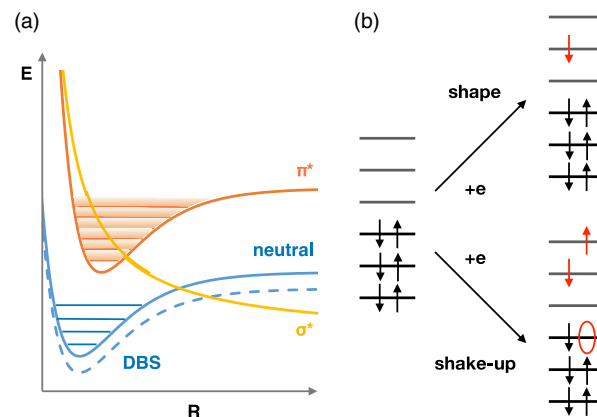 (a)
E
π*
neutral
DBS
σ*
R
(b)
shape
+e
+e
shake-up